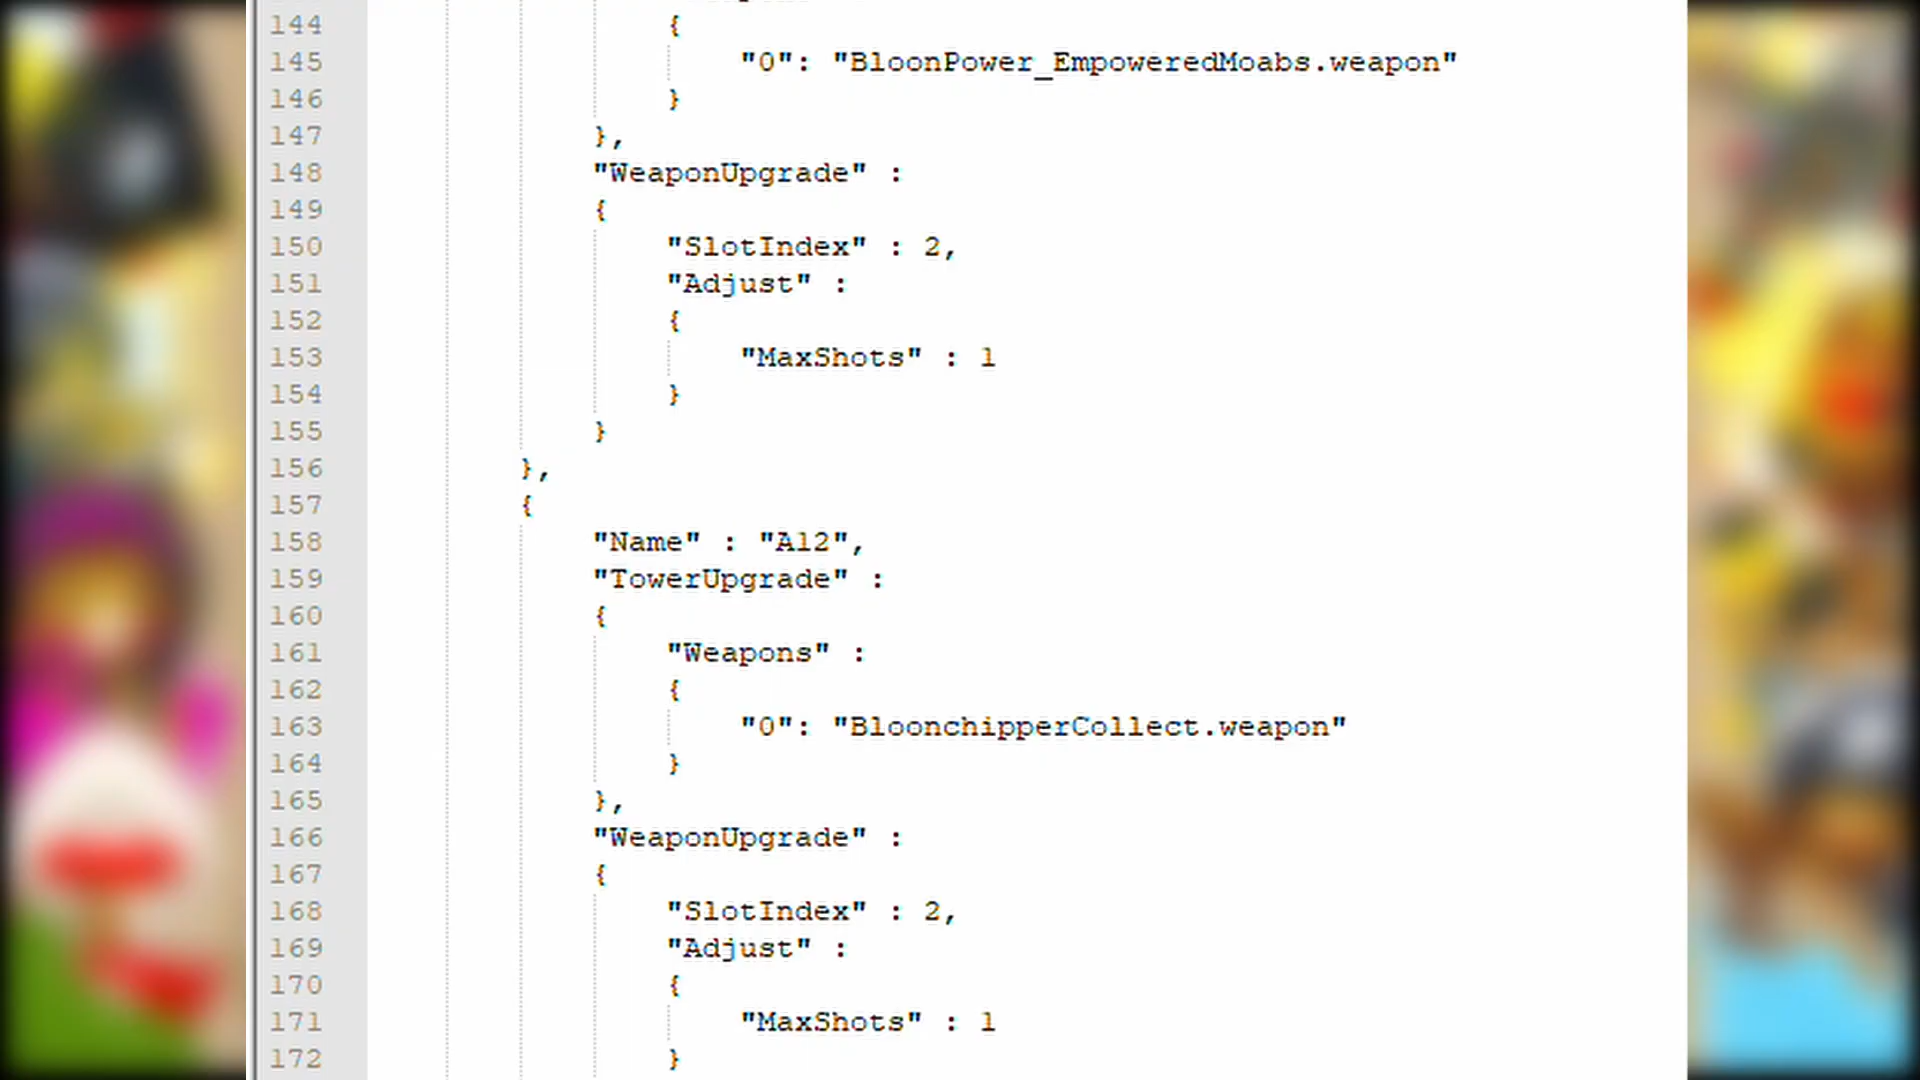 144 {
145 "0": "BloonPower_EmpoweredMoabs.weapon"
146 }
147 },
148 "WeaponUpgrade" :
149 {
150 "SlotIndex" : 2,
151 "Adjust" :
152 {
153 "MaxShots" : 1
154 }
155 }
156 },
157 {
158 "Name" : "A12",
159 "TowerUpgrade" :
160 {
161 "Weapons" :
162 {
163 "0": "BloonchipperCollect.weapon"
164 }
165 },
166 "WeaponUpgrade" :
167 {
168 "SlotIndex" : 2,
169 "Adjust" :
170 {
171 "MaxShots" : 1
172 }